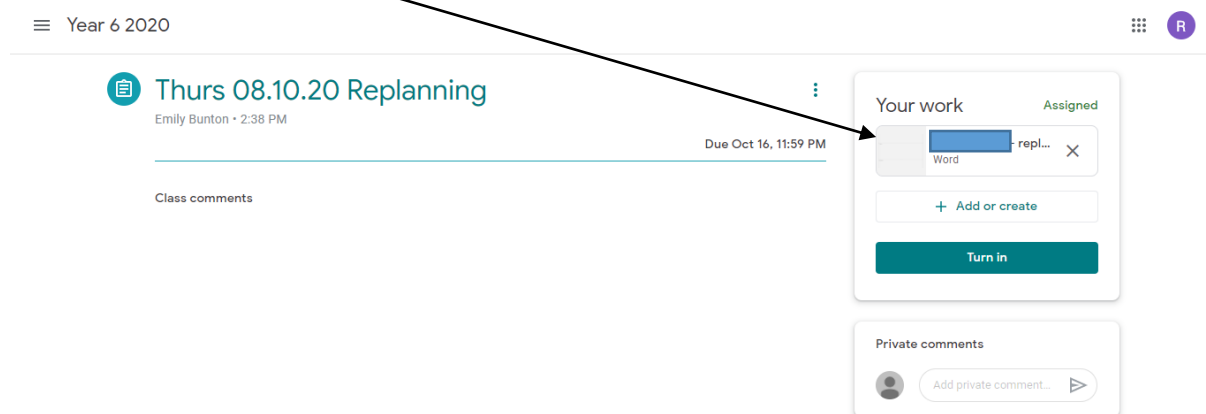 Year 6 2020
R
Thurs 08.10.20 Replanning
Emily Bunton • 2:38 PM
Due Oct 16, 11:59 PM
Class comments
Your work
Assigned
- repl...
Word
+ Add or create
Turn in
Private comments
Add private comment...